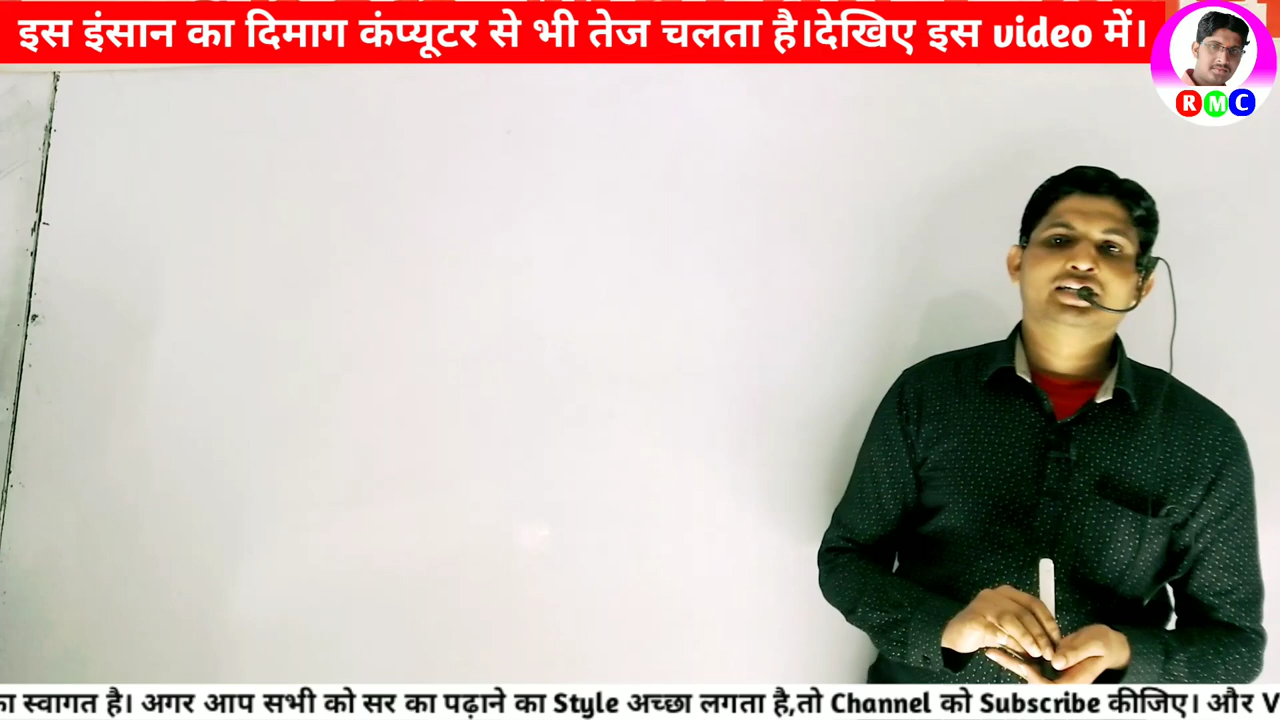 इस इंसान का दिमाग कंप्यूटर से भी तेज चलता है।देखिए इस video में।
RMC
स्वागत है। अगर आप सभी को सर का पढ़ाने का Style अच्छा लगता है,तो Channel को Subscribe कीजिए। और V